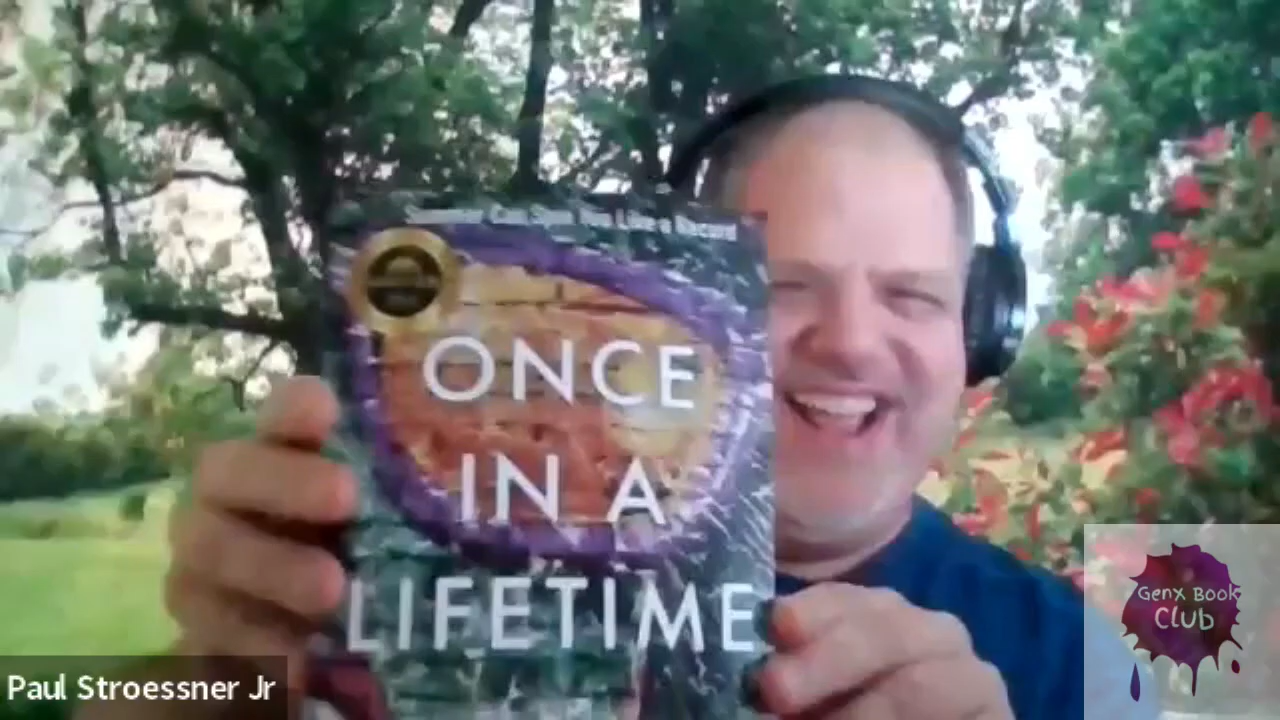 Summer Can Spin You Like a Record
ONCE
IN A
LIFETIME
Paul Stroessner Jr
GenX Book
Club